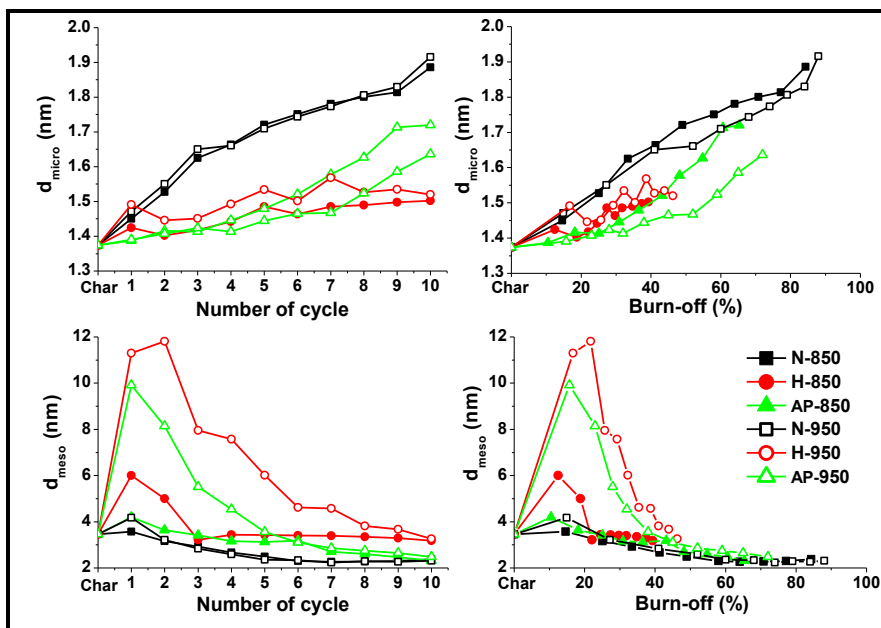 2.0
1.9
1.8
1.7
1.6
1.5
1.4
1.3
d micro (nm)
Char 1 2 3 4 5 6 7 8 9 10
Number of cycle
2.0
1.9
1.8
1.7
1.6
1.5
1.4
1.3
d micro (nm)
Char 20 40 60 80 100
Burn-off (%)
12
10
8
6
4
2
d meso (nm)
Char 1 2 3 4 5 6 7 8 9 10
Number of cycle
12
10
8
6
4
2
d meso (nm)
Char 20 40 60 80 100
Burn-off (%)
N-850
H-850
AP-850
N-950
H-950
AP-950